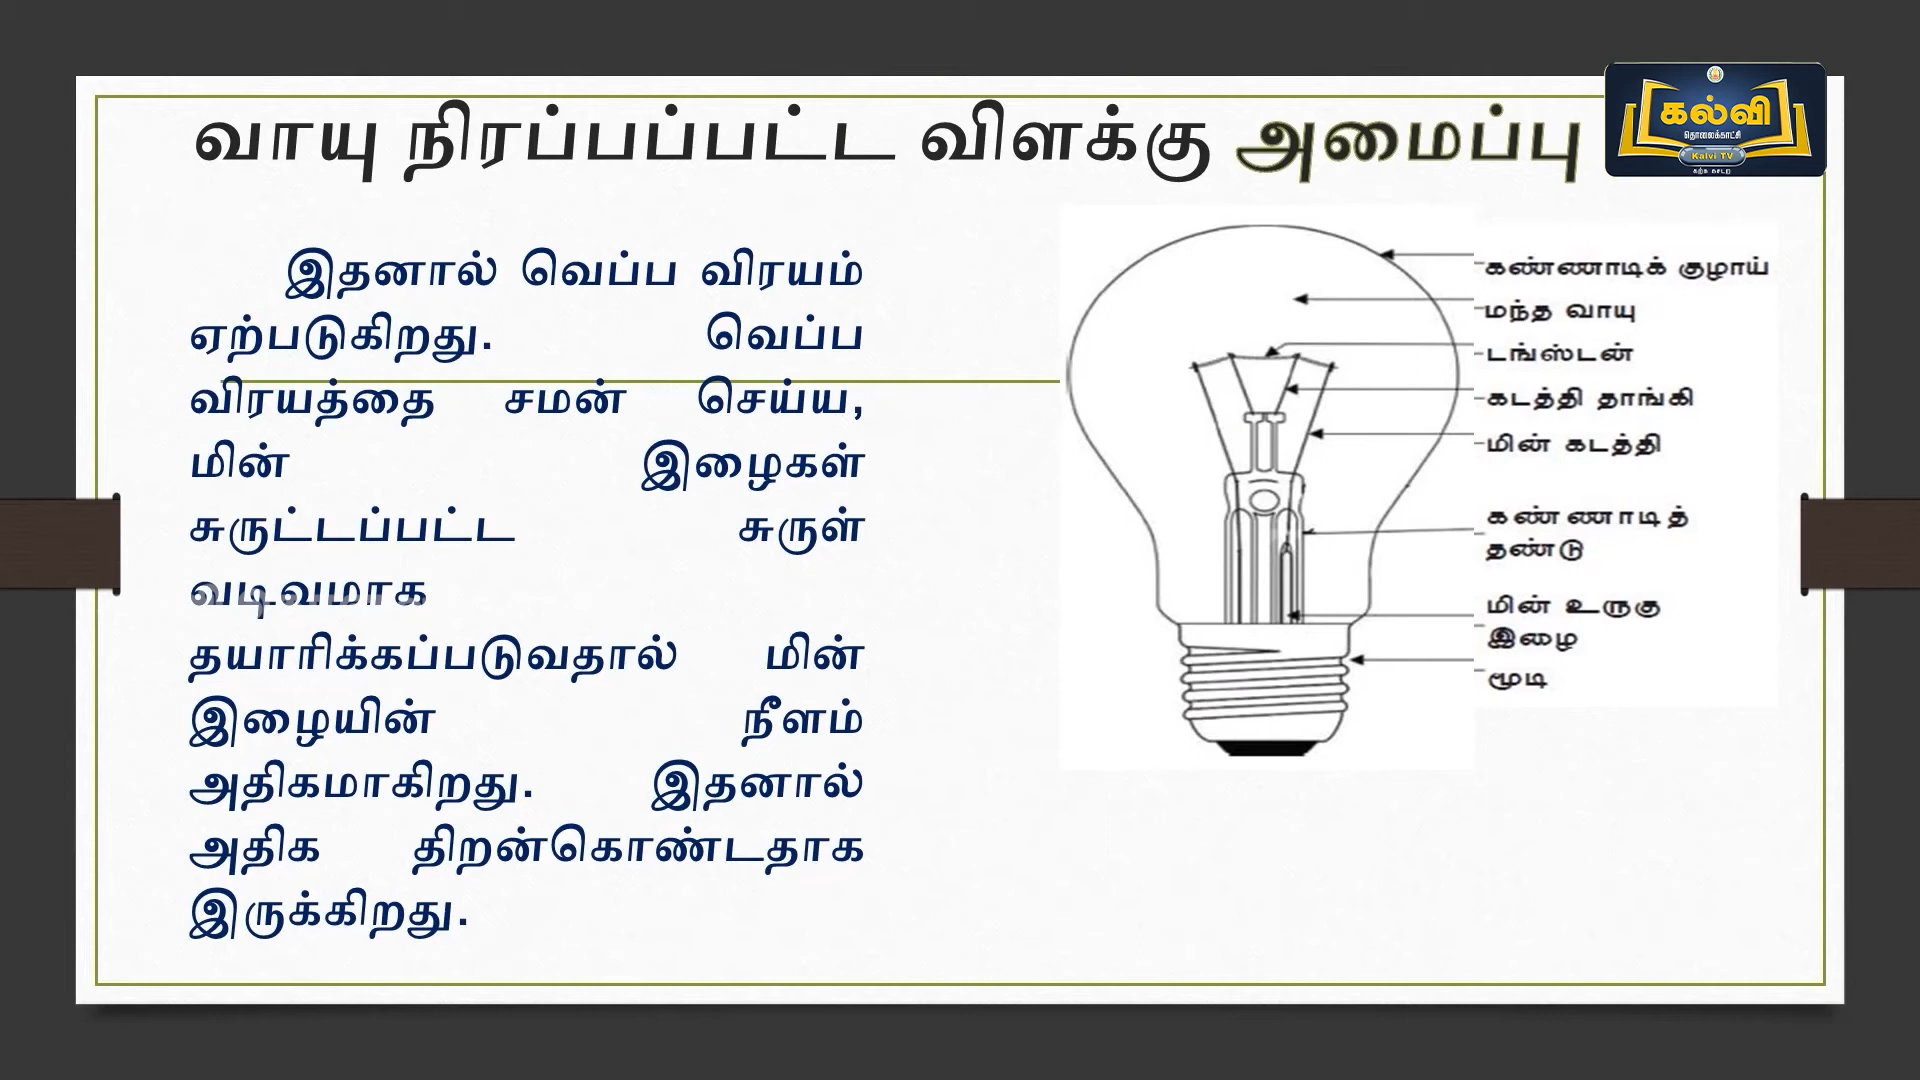 வாயு நிரப்பப்பட்ட விளக்கு அமைப்பு
கல்வி
தொலைக்காட்சி
Kalvi TV
கற்க கசடற
இதனால் வெப்ப விரயம்
ஏற்படுகிறது. வெப்ப
விரயத்தை சமன் செய்ய,
மின் இழைகள்
சுருட்டப்பட்ட சுருள்
வடிவமாக
தயாரிக்கப்படுவதால் மின்
இழையின் நீளம்
அதிகமாகிறது. இதனால்
அதிக திறன்கொண்டதாக
இருக்கிறது.
கண்ணாடிக் குழாய்
மந்த வாயு
டங்ஸ்டன்
கடத்தி தாங்கி
மின் கடத்தி
கண்ணாடித்
தண்டு
மின் உருகு
இழை
மூடி